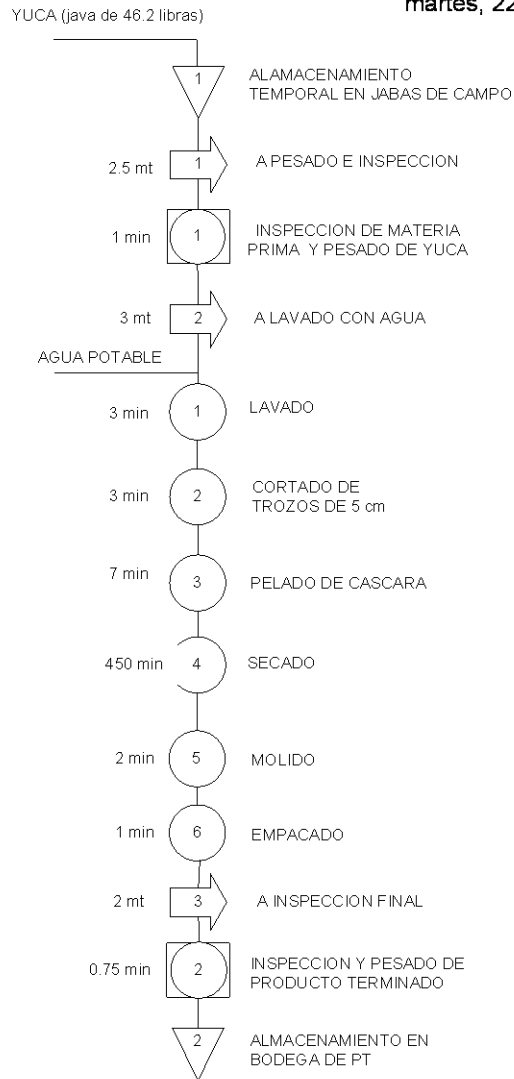 martes, 22
YUCA (java de 46.2 libras)
1
ALAMACENAMIENTO
TEMPORAL EN JABAS DE CAMPO
2.5 mt
1
A PESADO E INSPECCION
1 min
1
INSPECCION DE MATERIA
PRIMA Y PESADO DE YUCA
3 mt
2
A LAVADO CON AGUA
AGUA POTABLE
3 min
1
LAVADO
3 min
2
CORTADO DE
TROZOS DE 5 cm
7 min
3
PELADO DE CASCARA
450 min
4
SECADO
2 min
5
MOLIDO
1 min
6
EMPACADO
2 mt
3
A INSPECCION FINAL
0.75 min
2
INSPECCION Y PESADO DE
PRODUCTO TERMINADO
2
ALMACENAMIENTO EN
BODEGA DE PT